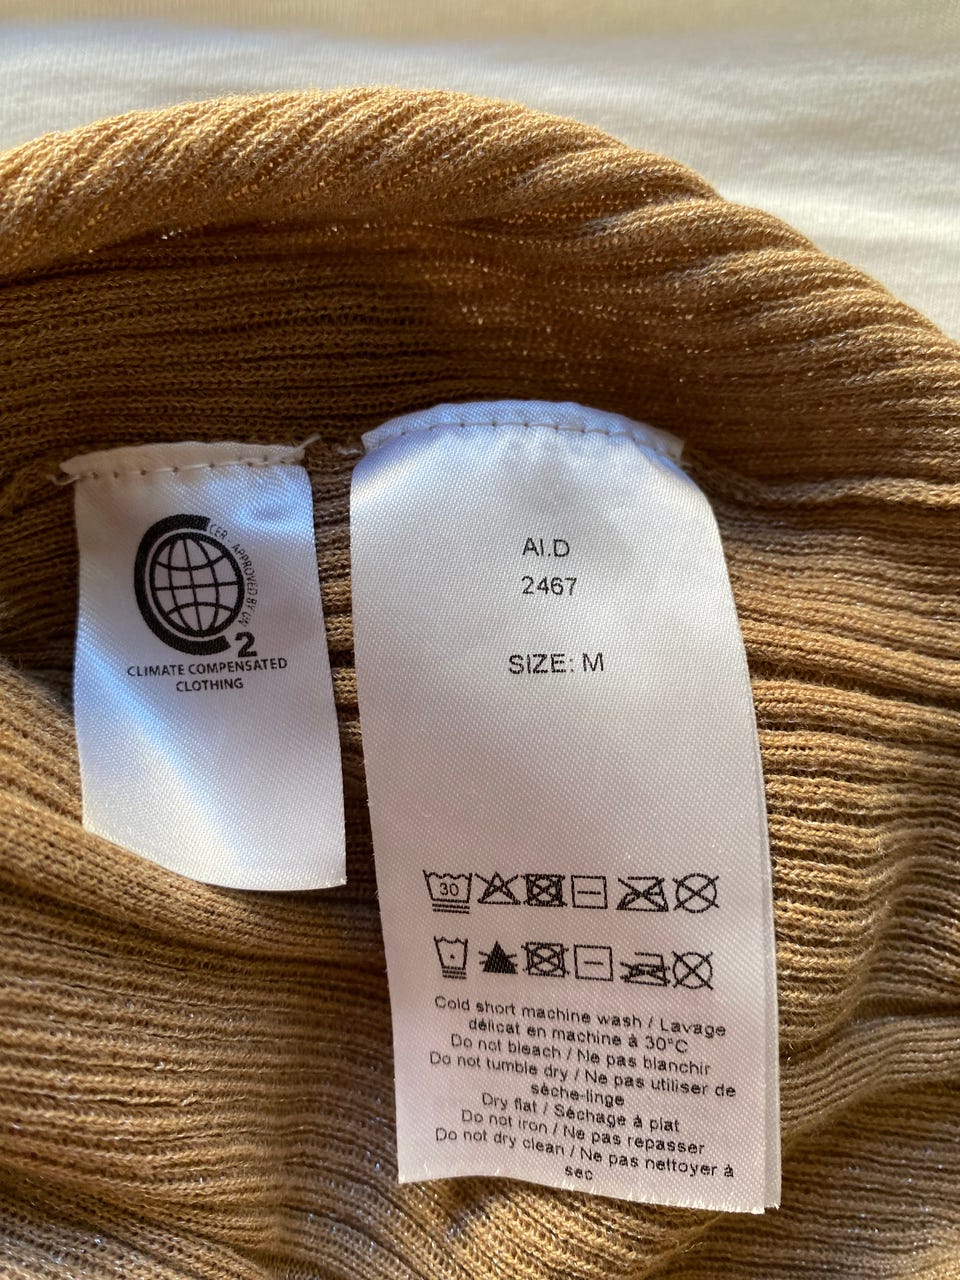 CER - APPROVED BY UN
2
CLIMATE COMPENSATED
CLOTHING
AI.D
2467
SIZE: M
30
Cold short machine wash / Lavage
délicat en machine à 30°C
Do not bleach / Ne pas blanchir
Do not tumble dry / Ne pas utiliser de
sèche-linge
Dry flat / Séchage à plat
Do not iron / Ne pas repasser
Do not dry clean / Ne pas nettoyer à
sec